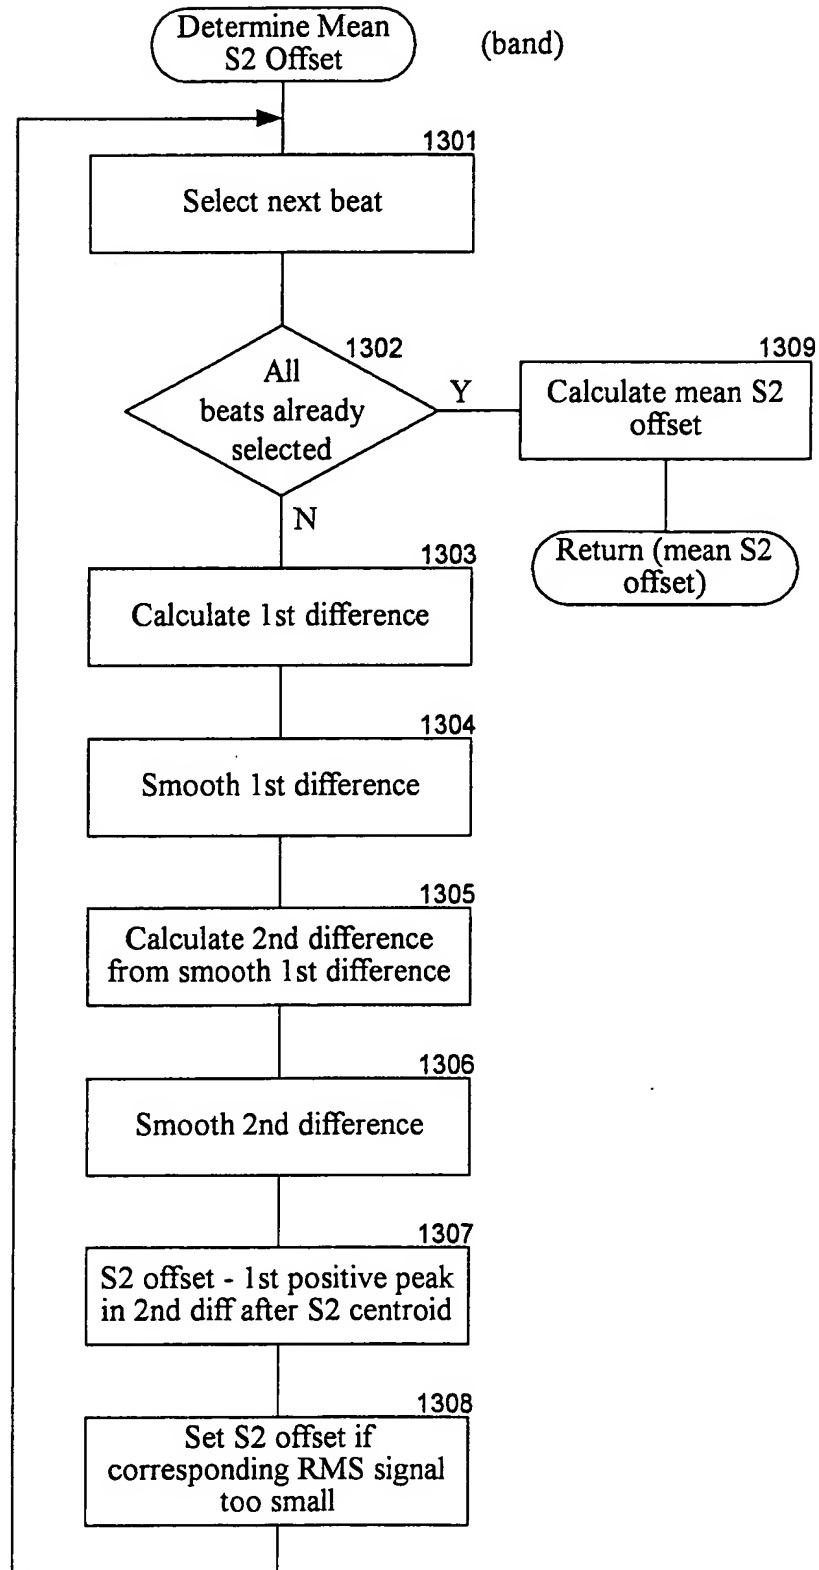 Determine Mean
S2 Offset
(band)
1301
Select next beat
1302
All
beats already
selected
Y
N
1309
Calculate mean S2
offset
Return (mean S2
offset)
1303
Calculate 1st difference
1304
Smooth 1st difference
1305
Calculate 2nd difference
from smooth 1st difference
1306
Smooth 2nd difference
1307
S2 offset - 1st positive peak
in 2nd diff after S2 centroid
1308
Set S2 offset if
corresponding RMS signal
too small